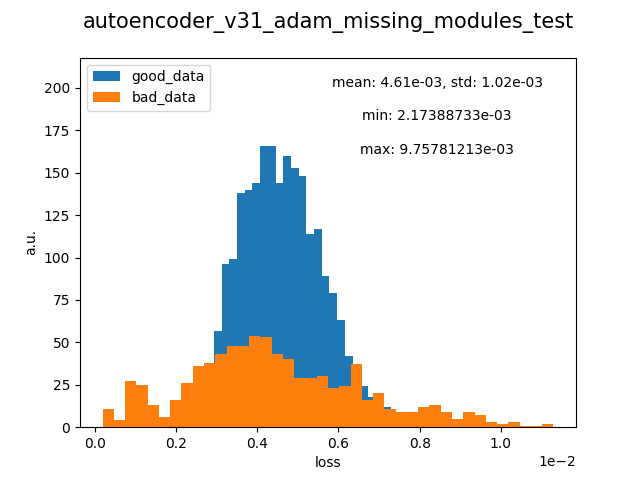 autoencoder_v31_adam_missing_modules_test
good_data
bad_data
mean: 4.61e-03, std: 1.02e-03
min: 2.17388733e-03
max: 9.75781213e-03
200
175
150
125
100
75
50
25
0
a.u.
0.0 0.2 0.4 0.6 0.8 1.0
loss
1e−2